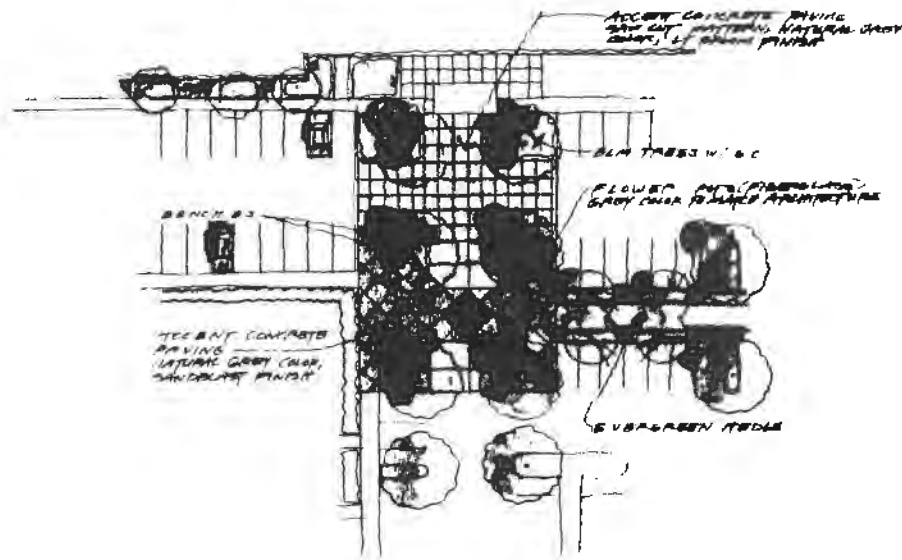 ACCENT CONCRETE PAVING
SAW CUT PATTERN, NATURAL GREY
COLOR, W/ BROOM FINISH
ELM TREES W/ G.C
FLOWER POTS (FIBERGLASS),
GREY COLOR TO MATCH ARCHITECTURE
BENCH
ACCENT CONCRETE
PAVING
NATURAL GREY COLOR,
SANDBLAST FINISH
EVERGREEN HEDGE